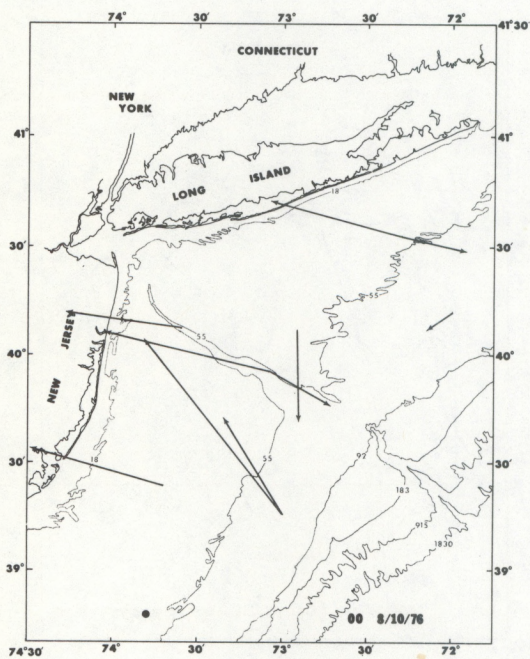 74° 30' 73° 30' 72° 41° 30'
CONNECTICUT
NEW
YORK
41° 41°
LONG ISLAND
18
30' 30'
55
NEW JERSEY
55
40° 40°
55
91
30' 18 30'
183
915
1830
39° 39°
00 8/10/76
74° 30' 74° 30' 73° 30' 72°